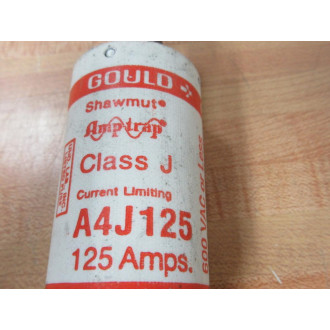 GOULD
Shawmut®
Amp-trap®
Class J
Current Limiting
A4J125
125 Amps.
600 VAC or Less